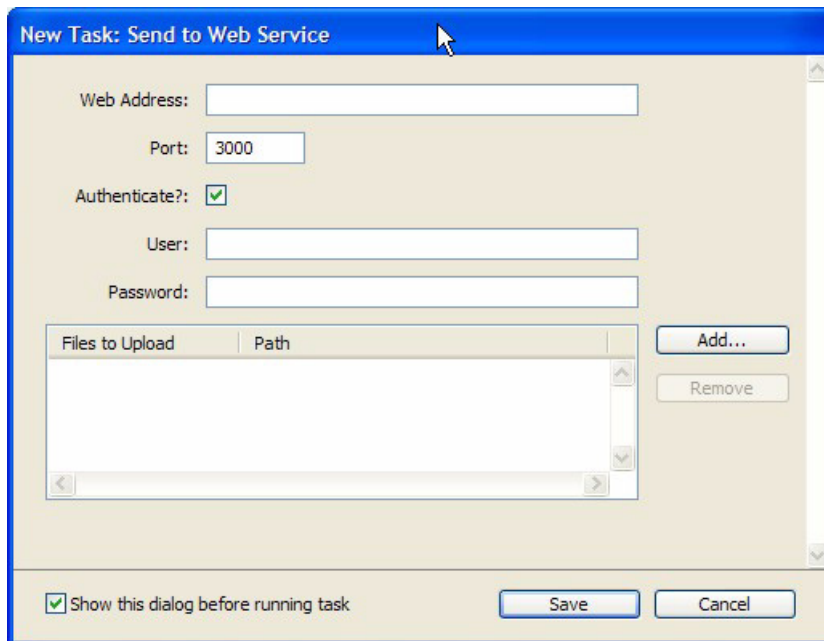 New Task: Send to Web Service
Web Address:
Port: 3000
Authenticate?:
User:
Password:
Files to Upload Path
Add...
Remove
Show this dialog before running task Save Cancel